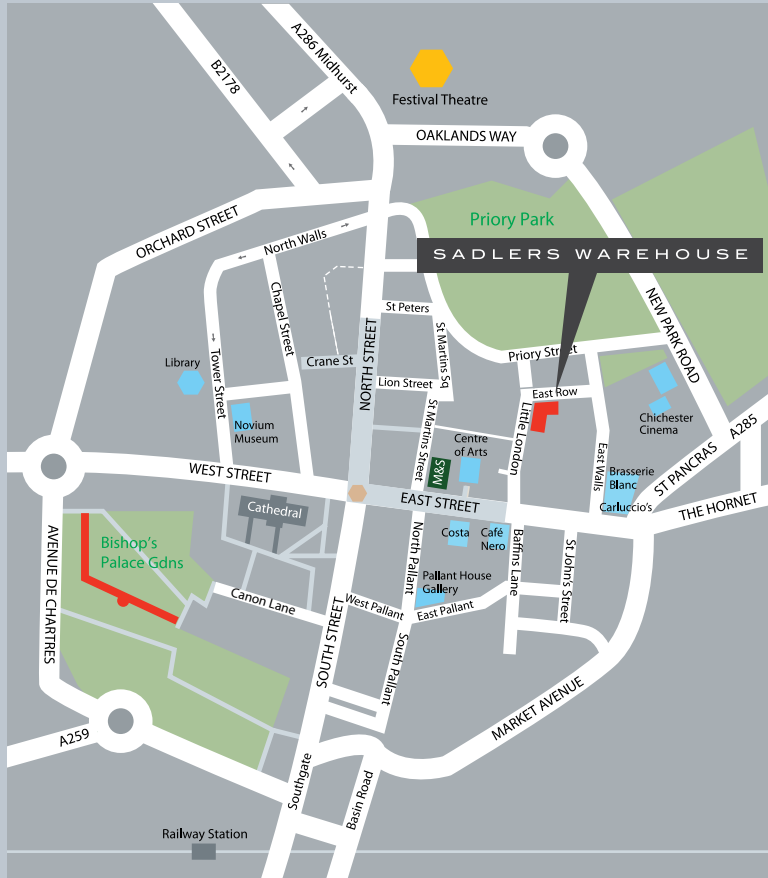 A286 Midhurst
B2178
Festival Theatre
OAKLANDS WAY
ORCHARD STREET
Priory Park
North Walls
SADLERS WAREHOUSE
Chapel Street
NEW PARK ROAD
St Peters
NORTH STREET
St Martins Sq
Tower Street
Crane St
Priory Street
Library
Lion Street
East Row
Little London
St Martins Street
Novium
Museum
Chichester
Cinema
A285
Centre
of Arts
East Walls
ST PANCRAS
WEST STREET
M&S
Brasserie
Blanc
EAST STREET
Carluccio's
THE HORNET
Cathedral
Costa
Café
Nero
AVENUE DE CHARTRES
Bishop's
Palace Gdns
North Pallant
Baffins Lane
St John's Street
Pallant House
Gallery
Canon Lane
West Pallant
East Pallant
SOUTH STREET
South Pallant
MARKET AVENUE
A259
Southgate
Basin Road
Railway Station